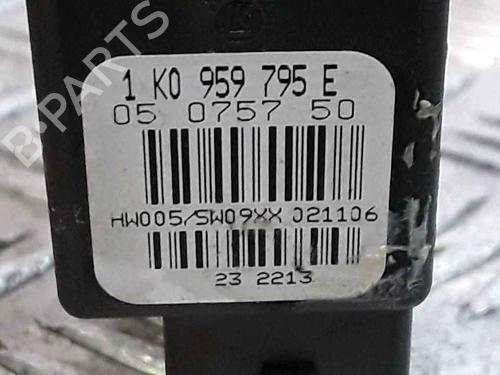 B-PARTS
1 K0 959 795 E
05 0757 50
HW005/SW09XX 021106
23 2213